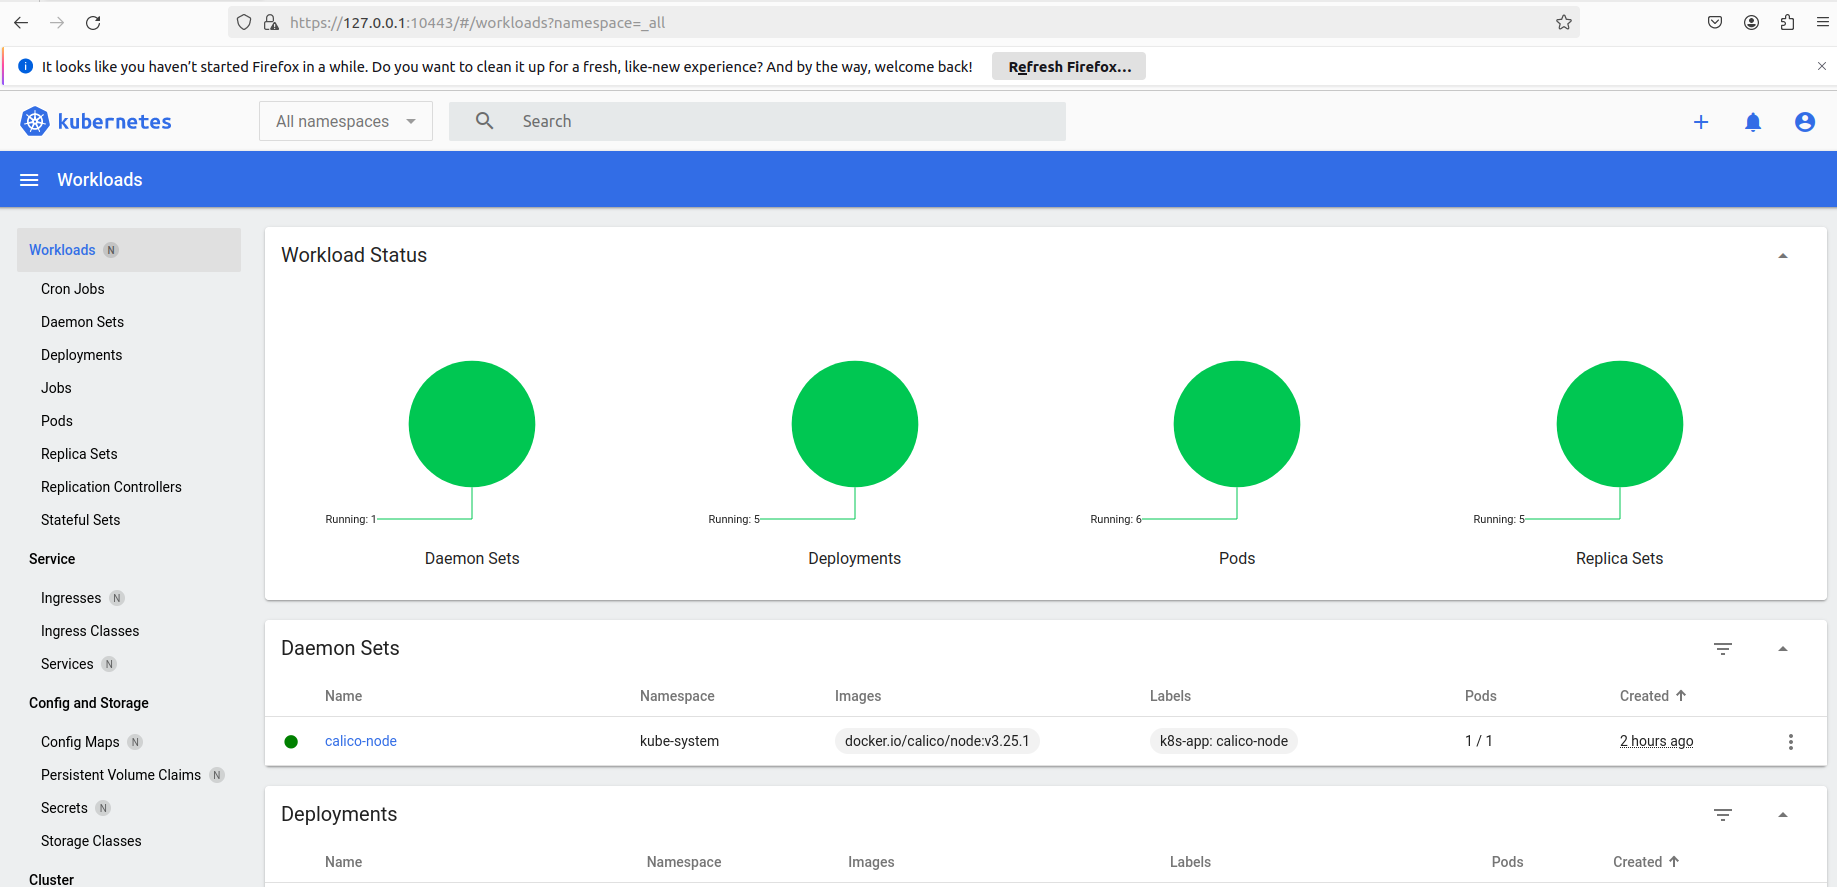 https://127.0.0.1:10443/#/workloads?namespace=_all
It looks like you haven’t started Firefox in a while. Do you want to clean it up for a fresh, like-new experience? And by the way, welcome back! Refresh Firefox…
kubernetes All namespaces Search
Workloads
Workloads N
Cron Jobs
Daemon Sets
Deployments
Jobs
Pods
Replica Sets
Replication Controllers
Stateful Sets
Service
Ingresses N
Ingress Classes
Services N
Config and Storage
Config Maps N
Persistent Volume Claims N
Secrets N
Storage Classes
Cluster
Workload Status
Running: 1 Running: 5 Running: 6 Running: 5
Daemon Sets Deployments Pods Replica Sets
Daemon Sets
Name Namespace Images Labels Pods Created
calico-node kube-system docker.io/calico/node:v3.25.1 k8s-app: calico-node 1 / 1 2 hours ago
Deployments
Name Namespace Images Labels Pods Created